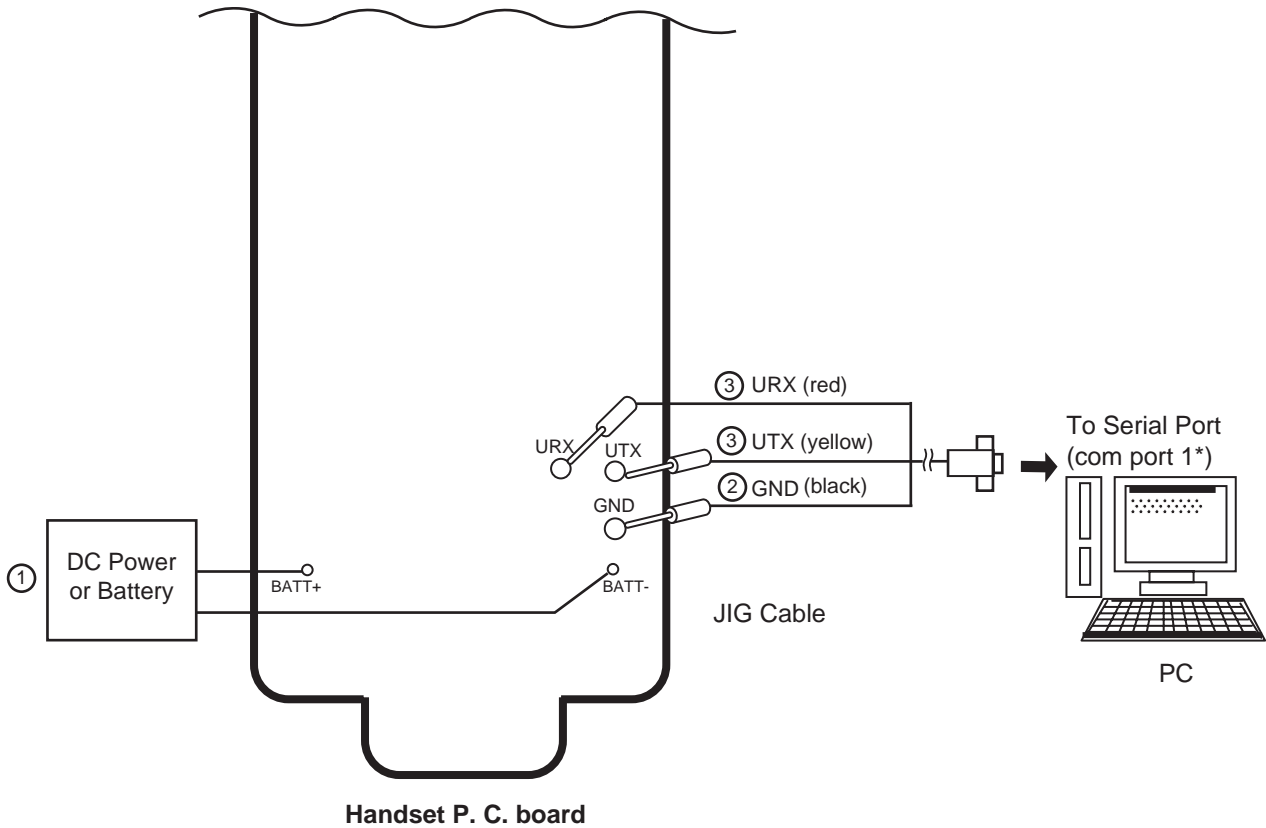 ③ URX (red)
URX
UTX
③ UTX (yellow)
To Serial Port
(com port 1*)
② GND (black)
GND
①
DC Power
or Battery
BATT+
BATT-
JIG Cable
PC
Handset P. C. board